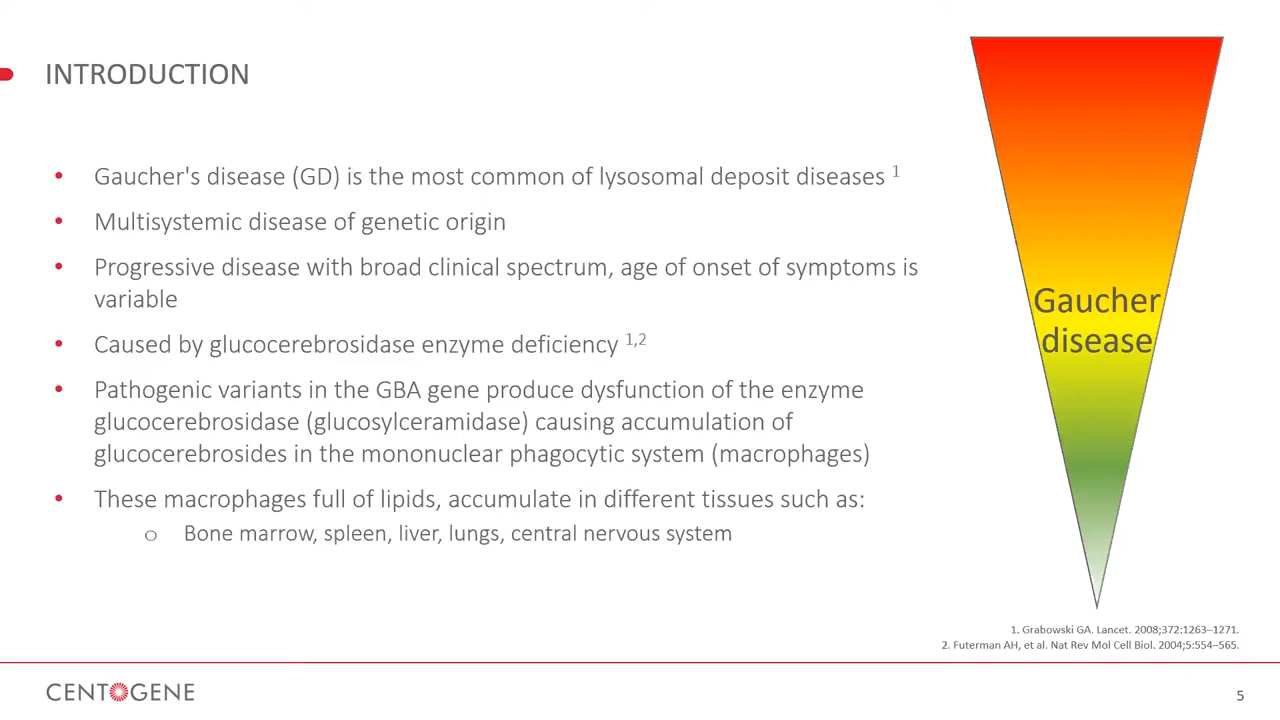 INTRODUCTION
• Gaucher's disease (GD) is the most common of lysosomal deposit diseases 1
• Multisystemic disease of genetic origin
• Progressive disease with broad clinical spectrum, age of onset of symptoms is
variable
• Caused by glucocerebrosidase enzyme deficiency 1,2
• Pathogenic variants in the GBA gene produce dysfunction of the enzyme
glucocerebrosidase (glucosylceramidase) causing accumulation of
glucocerebrosides in the mononuclear phagocytic system (macrophages)
• These macrophages full of lipids, accumulate in different tissues such as:
o Bone marrow, spleen, liver, lungs, central nervous system
Gaucher
disease
1. Grabowski GA. Lancet. 2008;372:1263–1271.
2. Futerman AH, et al. Nat Rev Mol Cell Biol. 2004;5:554–565.
CENTOGENE
5